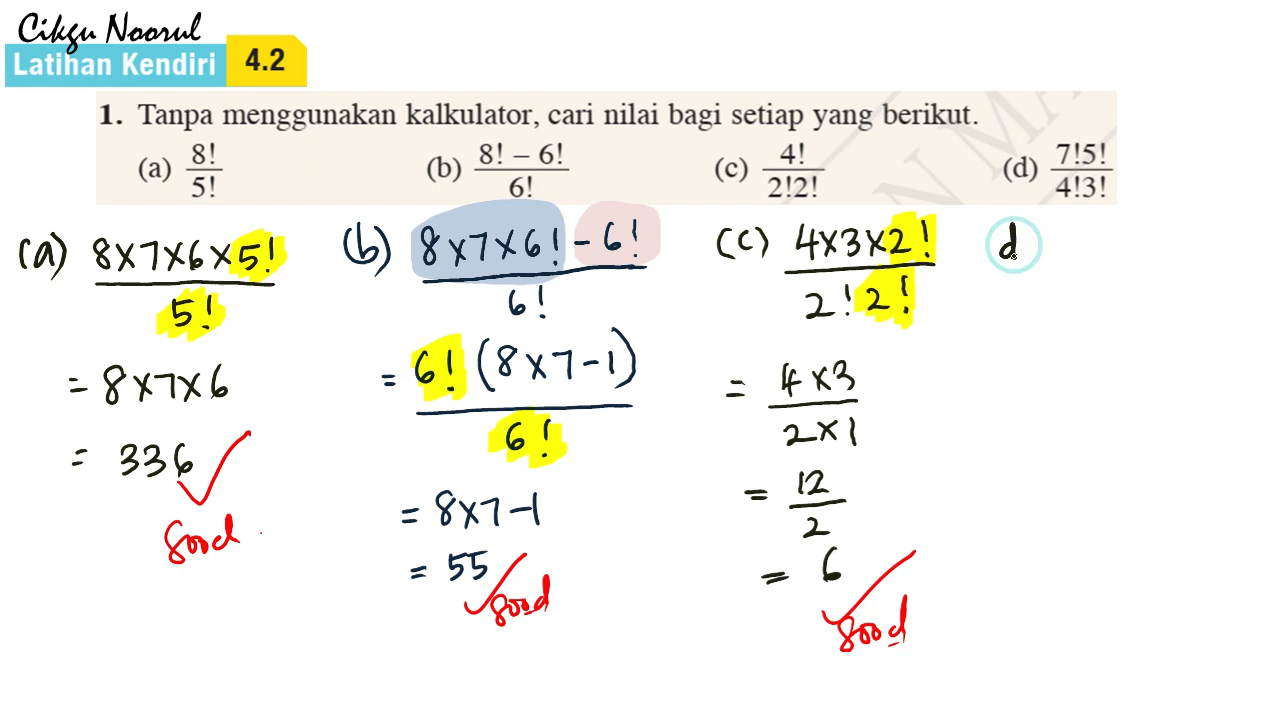 Cikgu Noorul
Latihan Kendiri 4.2
1. Tanpa menggunakan kalkulator, cari nilai bagi setiap yang berikut.
(a) 8!/5! (b) (8! – 6!)/6! (c) 4!/2!2! (d) 7!5!/4!3!
(a) 8×7×6×5!/5!
= 8×7×6
= 336
Good
(b) (8×7×6! – 6!)/6!
= 6! (8×7–1)/6!
= 8×7–1
= 55
Good
(c) 4×3×2!/2!2!
= 4×3/2×1
= 12/2
= 6
Good
d